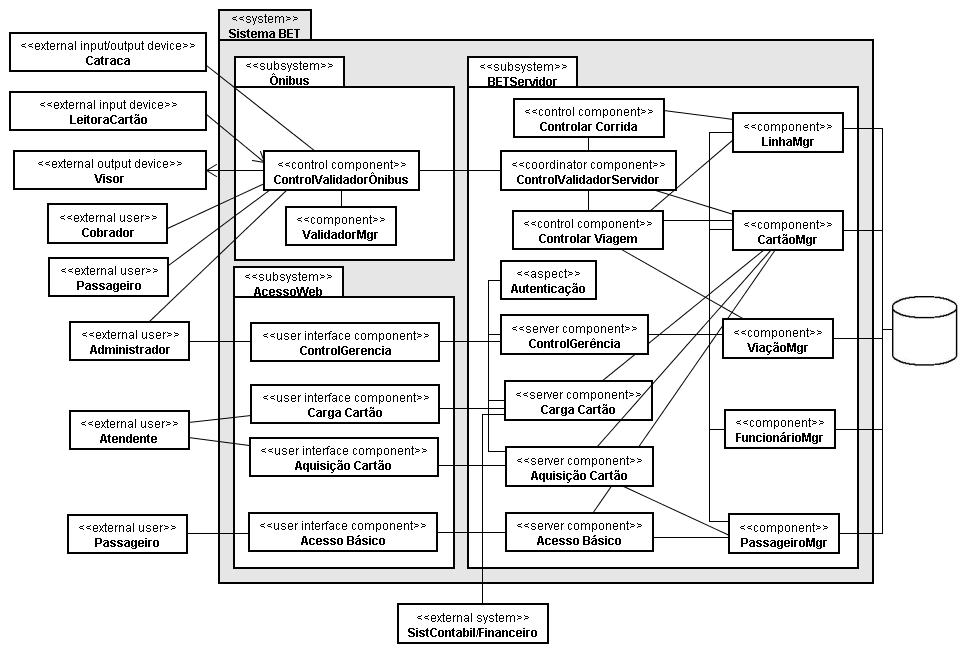 <<system>>
Sistema BET
<<external input/output device>>
Catraca
<<external input device>>
LeitoraCartão
<<external output device>>
Visor
<<external user>>
Cobrador
<<external user>>
Passageiro
<<external user>>
Administrador
<<external user>>
Atendente
<<external user>>
Passageiro
<<subsystem>>
Ônibus
<<control component>>
ControlValidadorÔnibus
<<component>>
ValidadorMgr
<<subsystem>>
AcessoWeb
<<user interface component>>
ControlGerencia
<<user interface component>>
Carga Cartão
<<user interface component>>
Aquisição Cartão
<<user interface component>>
Acesso Básico
<<subsystem>>
BETServidor
<<control component>>
Controlar Corrida
<<coordinator component>>
ControlValidadorServidor
<<control component>>
Controlar Viagem
<<aspect>>
Autenticação
<<server component>>
ControlGerência
<<server component>>
Carga Cartão
<<server component>>
Aquisição Cartão
<<server component>>
Acesso Básico
<<component>>
LinhaMgr
<<component>>
CartãoMgr
<<component>>
ViaçãoMgr
<<component>>
FuncionárioMgr
<<component>>
PassageiroMgr
<<external system>>
SistContabil/Financeiro